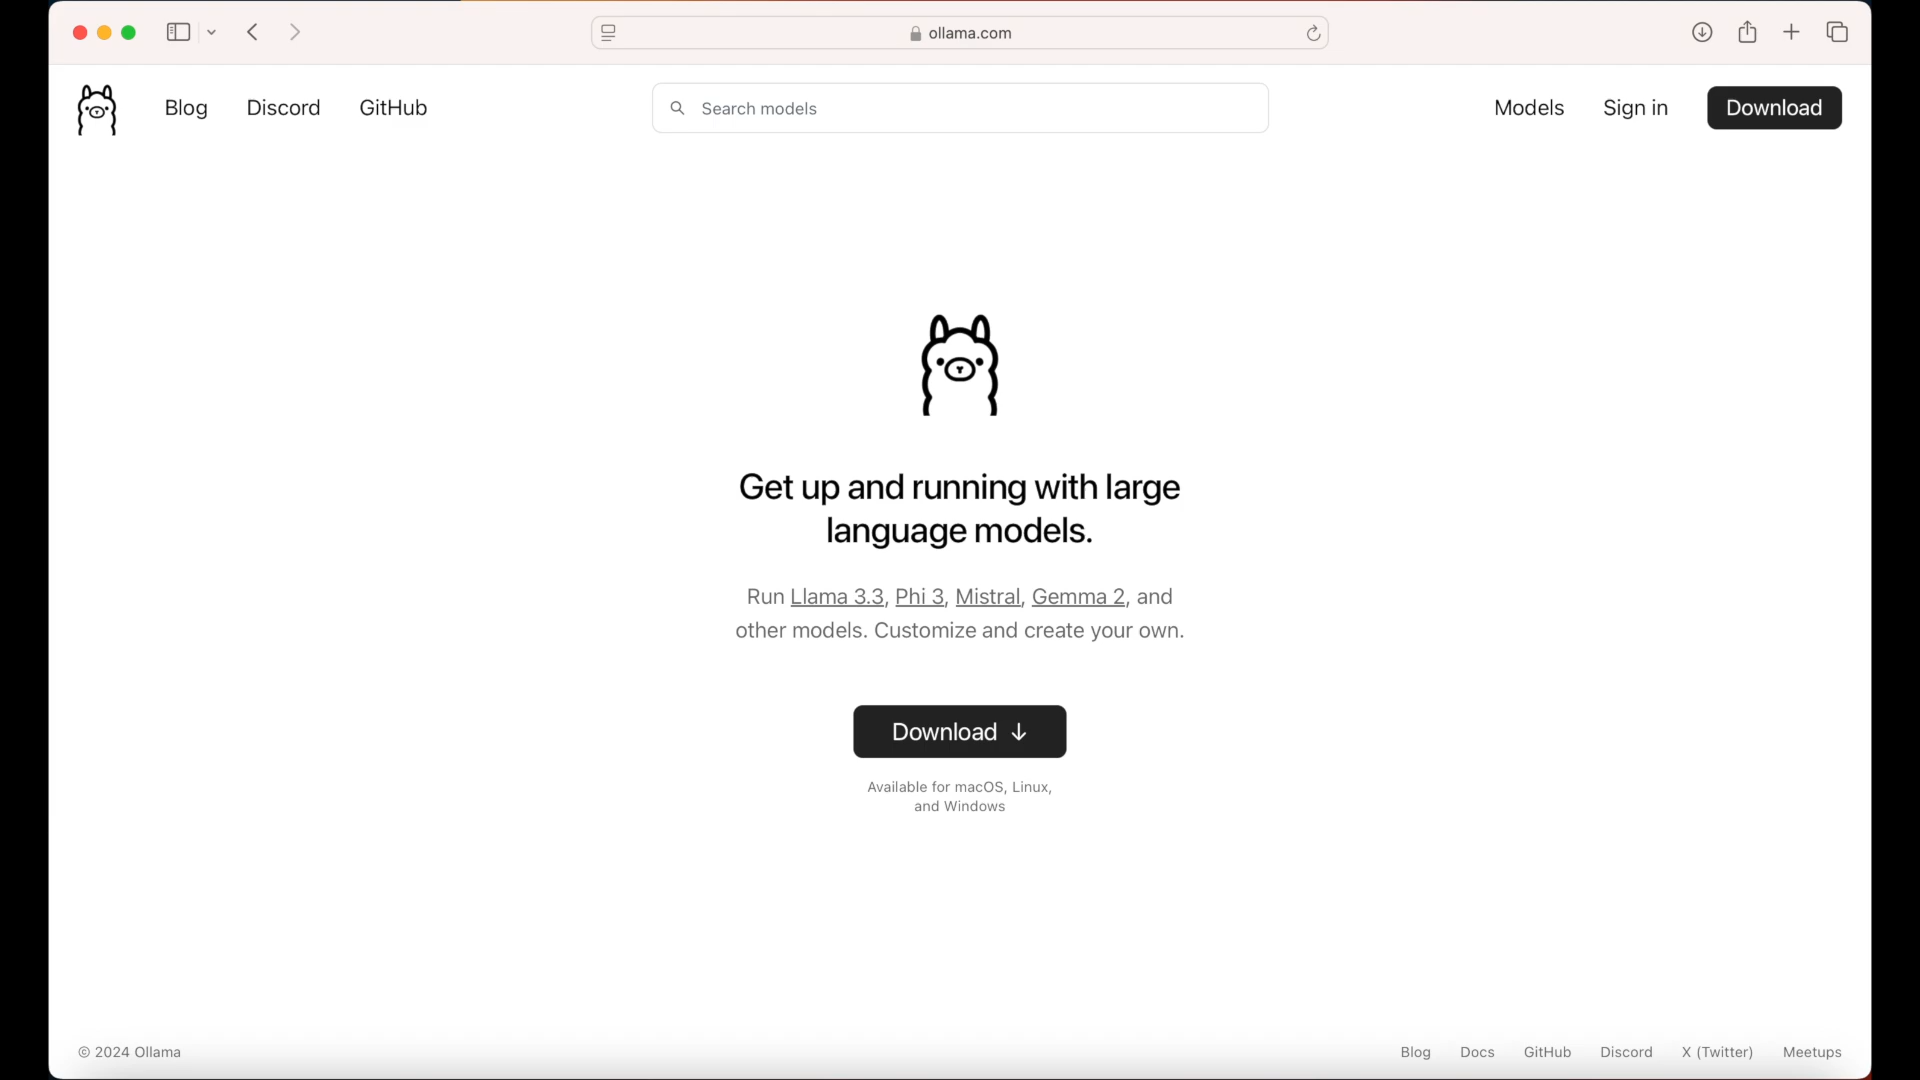 ollama.com
Blog Discord GitHub
Search models
Models Sign in Download
Get up and running with large
language models.
Run Llama 3.3, Phi 3, Mistral, Gemma 2, and
other models. Customize and create your own.
Download ↓
Available for macOS, Linux,
and Windows
© 2024 Ollama
Blog Docs GitHub Discord X (Twitter) Meetups